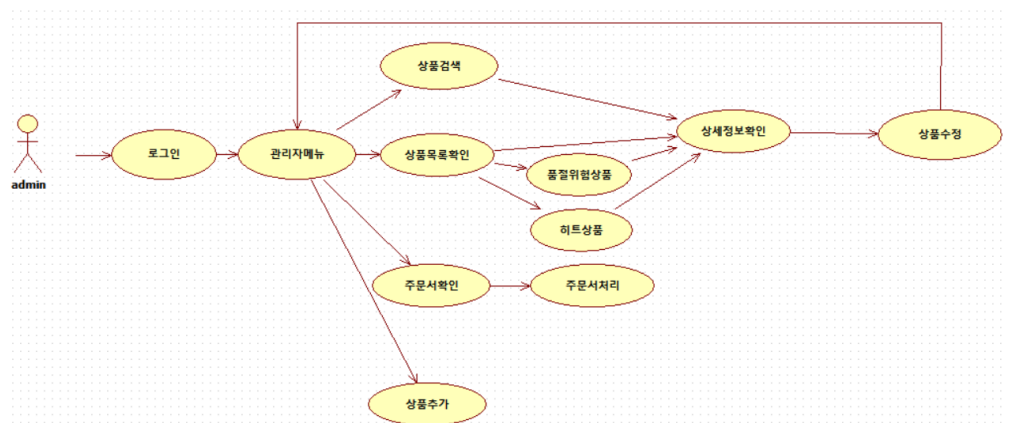 상품검색
admin
로그인
관리자메뉴
상품목록확인
상세정보확인
상품수정
품절위험상품
히트상품
주문서확인
주문서처리
상품추가